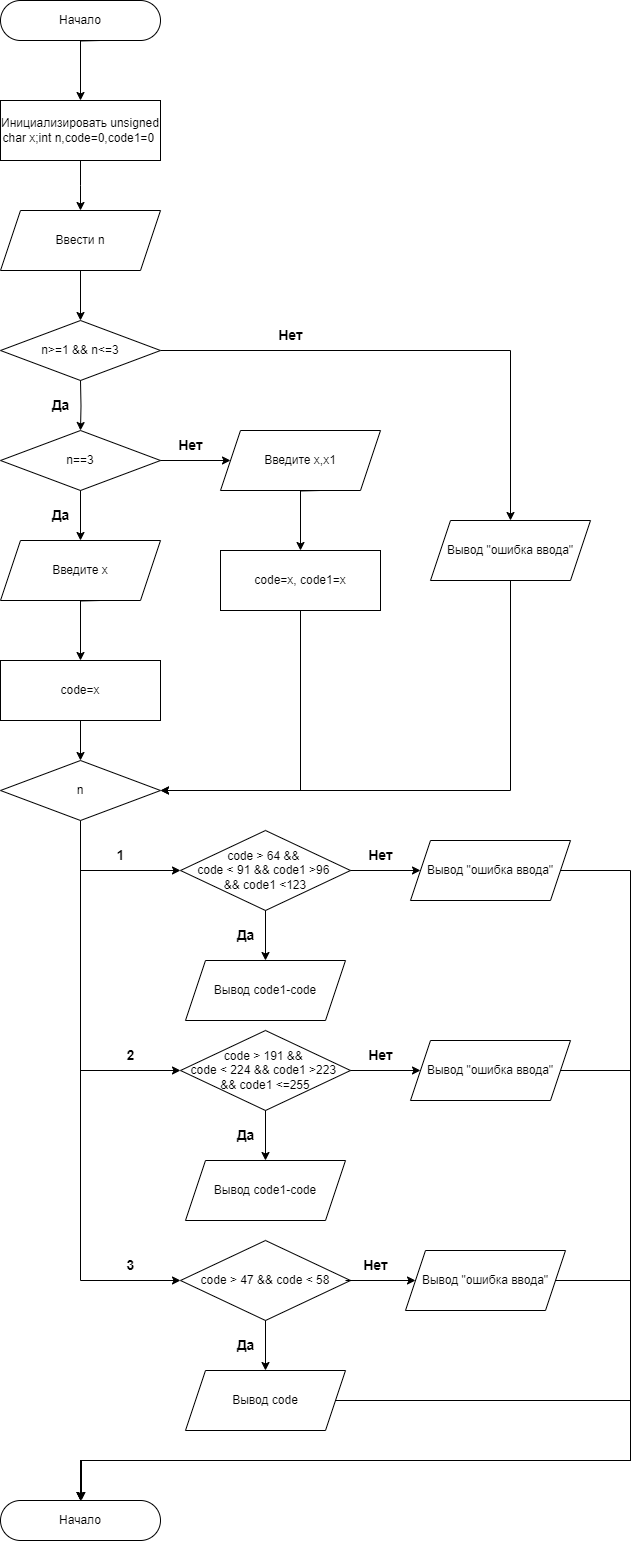 Начало
Инициализировать unsigned
char x;int n,code=0,code1=0
Ввести n
n>=1 && n<=3
Нет
Да
n==3
Нет
Введите x,x1
Да
Введите x
code=x, code1=x
Вывод "ошибка ввода"
code=x
n
1
code > 64 &&
code < 91 && code1 >96
&& code1 <123
Нет
Вывод "ошибка ввода"
Да
Вывод code1-code
2
code > 191 &&
code < 224 && code1 >223
&& code1 <=255
Нет
Вывод "ошибка ввода"
Да
Вывод code1-code
3
code > 47 && code < 58
Нет
Вывод "ошибка ввода"
Да
Вывод code
Начало